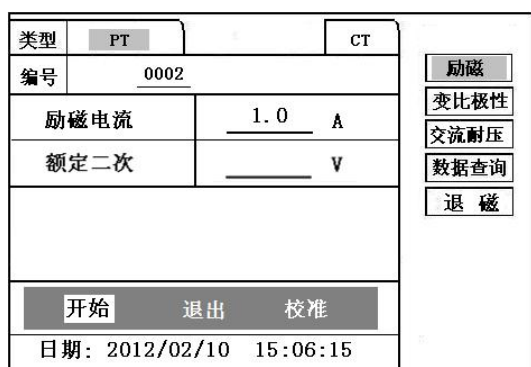 类型 PT CT
编号 0002
励磁电流 1.0 A
额定二次 V
开始 退出 校准
日期: 2012/02/10 15:06:15
励磁
变比极性
交流耐压
数据查询
退 磁